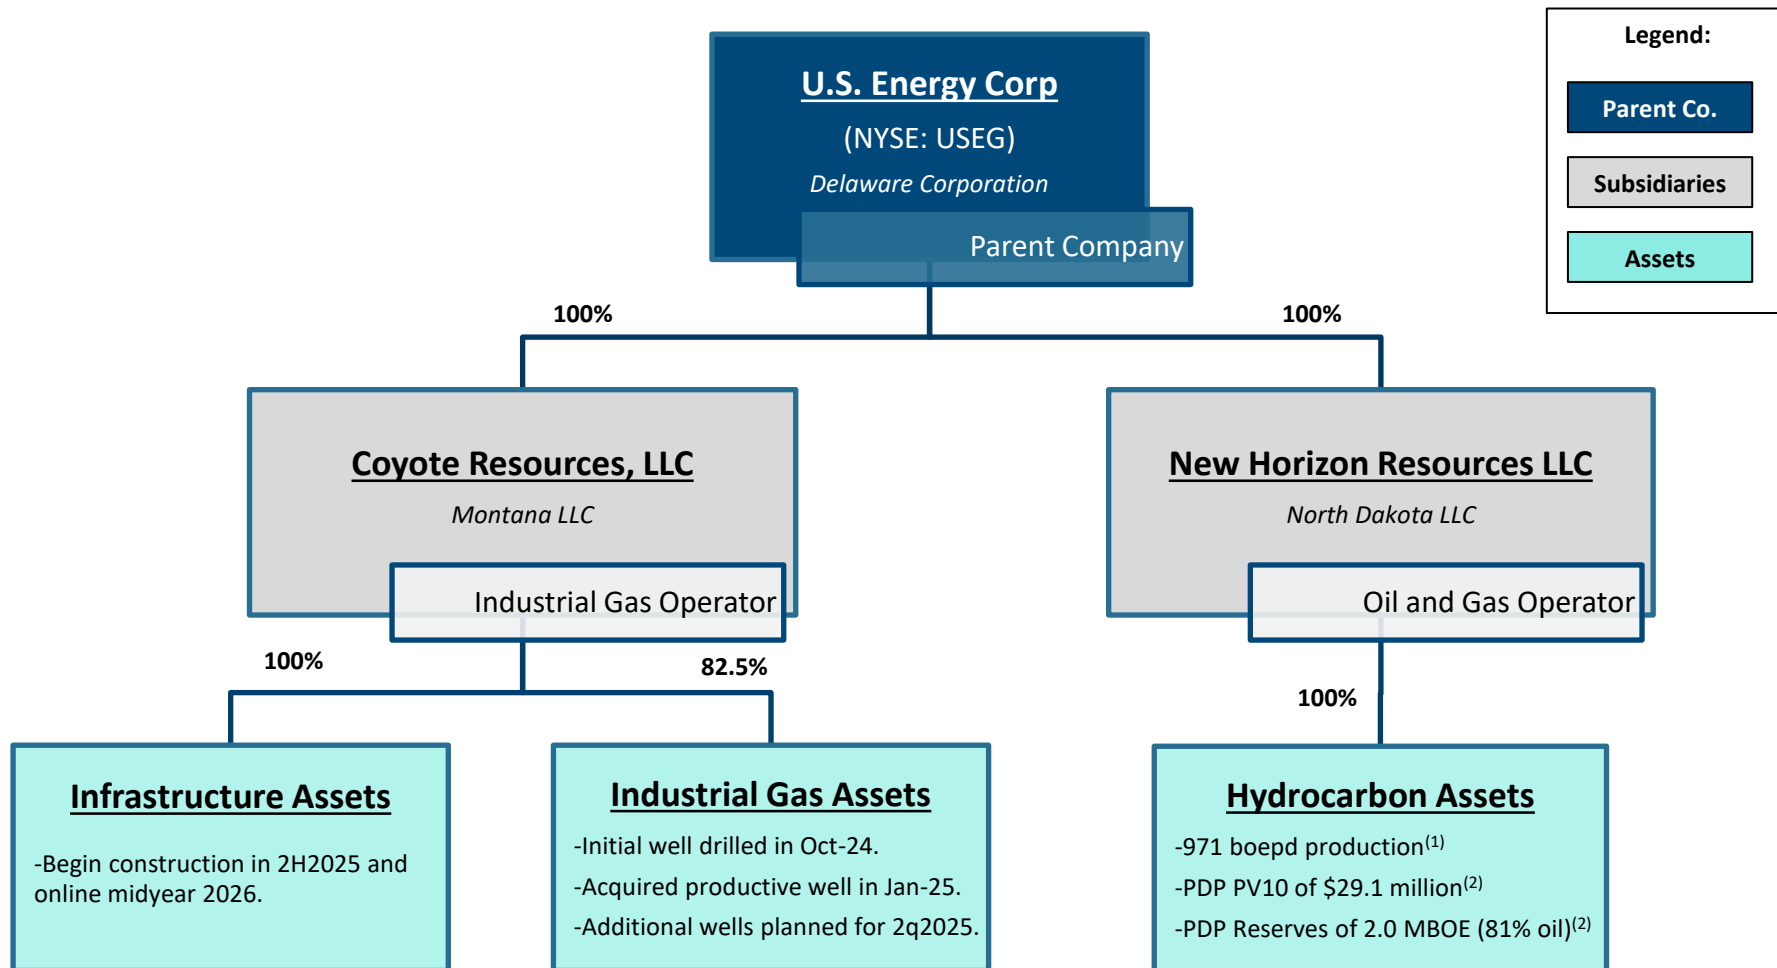 U.S. Energy Corp
(NYSE: USEG)
Delaware Corporation
Parent Company
Legend:
Parent Co.
Subsidiaries
Assets
100%
100%
Coyote Resources, LLC
Montana LLC
Industrial Gas Operator
New Horizon Resources LLC
North Dakota LLC
Oil and Gas Operator
100%
82.5%
100%
Infrastructure Assets
-Begin construction in 2H2025 and
online midyear 2026.
Industrial Gas Assets
-Initial well drilled in Oct-24.
-Acquired productive well in Jan-25.
-Additional wells planned for 2q2025.
Hydrocarbon Assets
-971 boepd production(1)
-PDP PV10 of $29.1 million(2)
-PDP Reserves of 2.0 MBOE (81% oil)(2)